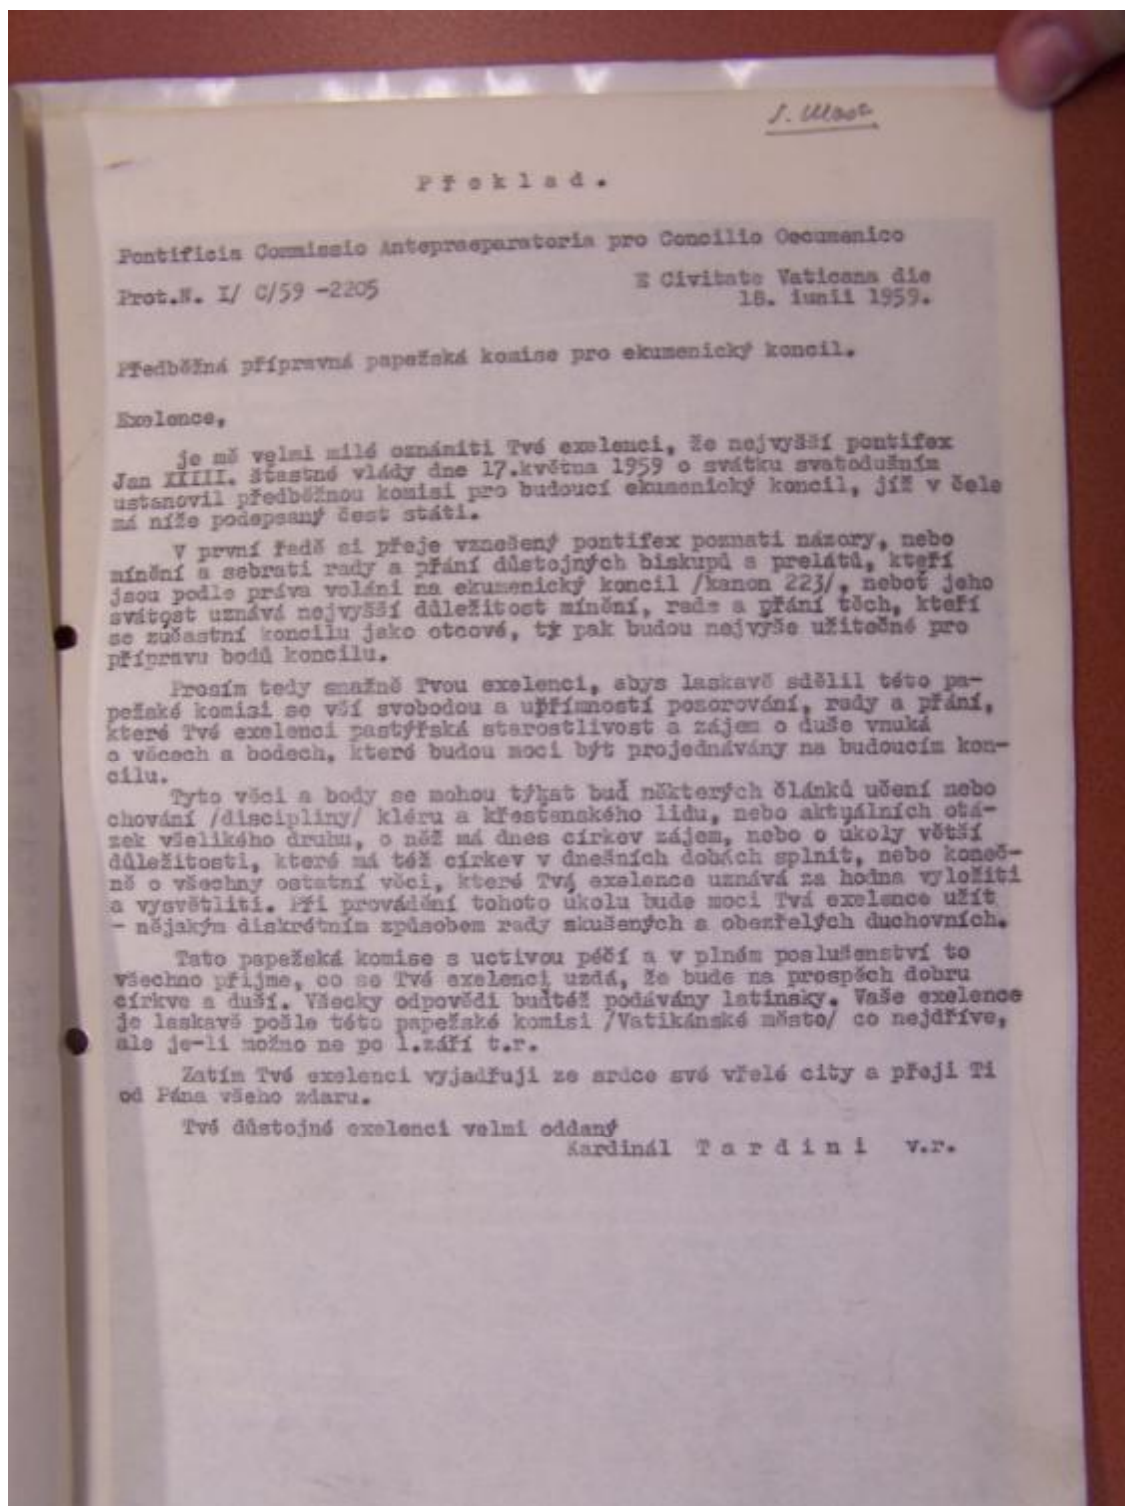 P ř e k l a d .
Pontificia Commissio Antepraeparatoria pro Concilio Oecumenico
Prot.N. I/ C/59 -2205
E Civitate Vaticana die
18. iunii 1959.
Předběžná přípravná papežská komise pro ekumenický koncil.
Exelence,
je mě velmi milé oznámiti Tvé exelenci, že nejvyšší pontifex
Jan XIIIII. šťastné vlády dne 17.května 1959 o svátku svatodušním
ustanovil předběžnou komisi pro budoucí ekumenický koncil, jíž v čele
má níže podepsaný čest státi.
V první řadě si přeje vznešený pontifex poznati názory, nebo
mínění a sebrati rady a přání důstojných biskupů a prelátů, kteří
jsou podle práva voláni na ekumenický koncil /kanon 223/, neboť jeho
svátost uznává nejvyšší důležitost mínění, rada a přání těch, kteří
se zúčastní koncilu jako otcové, ty pak budou nejvýše užitečné pro
přípravu bodů koncilu.
Prosím tedy snažně Tvou exelenci, abys laskavě sdělil této pa-
pežské komisi se vší svobodou a upřímností pozorování, rady a přání,
které Tvé exelenci pastýřská starostlivost a zájem o duše vnuká
o věcech a bodech, které budou moci být projednávány na budoucím kon-
cilu.
Tyto věci a body se mohou týkat buď některých článků učení nebo
chování /discipliny/ kléru a křestanského lidu, nebo aktuálních otá-
zek všelikého druhu, o něž má dnes církev zájem, nebo o úkoly větší
důležitosti, které má též církev v dnešních dobách splnit, nebo koneč-
ně o všechny ostatní věci, které Tvá exelence uznává za hodna vyložiti
a vysvětliti. Při provádění tohoto úkolu bude moci Tvá exelence užít
- nějakým diskrétním způsobem rady zkušených a obezřelých duchovních.
Tato papežská komise s uctivou péčí a v plném poslušenství to
všechno přijme, co se Tvé exelenci uzdá, že bude na prospěch dobru
církve a duší. Všecky odpovědi budtéž podávány latinsky. Vaše exelence
je laskavě pošle této papežské komisi /Vatikánské město/ co nejdříve,
ale je-li možno ne po 1.září t.r.
Zatím Tvé exelenci vyjadřuji ze srdce své vřelé city a přeji Ti
od Pána všeho zdaru.
Tvé důstojné exelenci velmi oddaný
Kardinál T a r d i n i v.r.